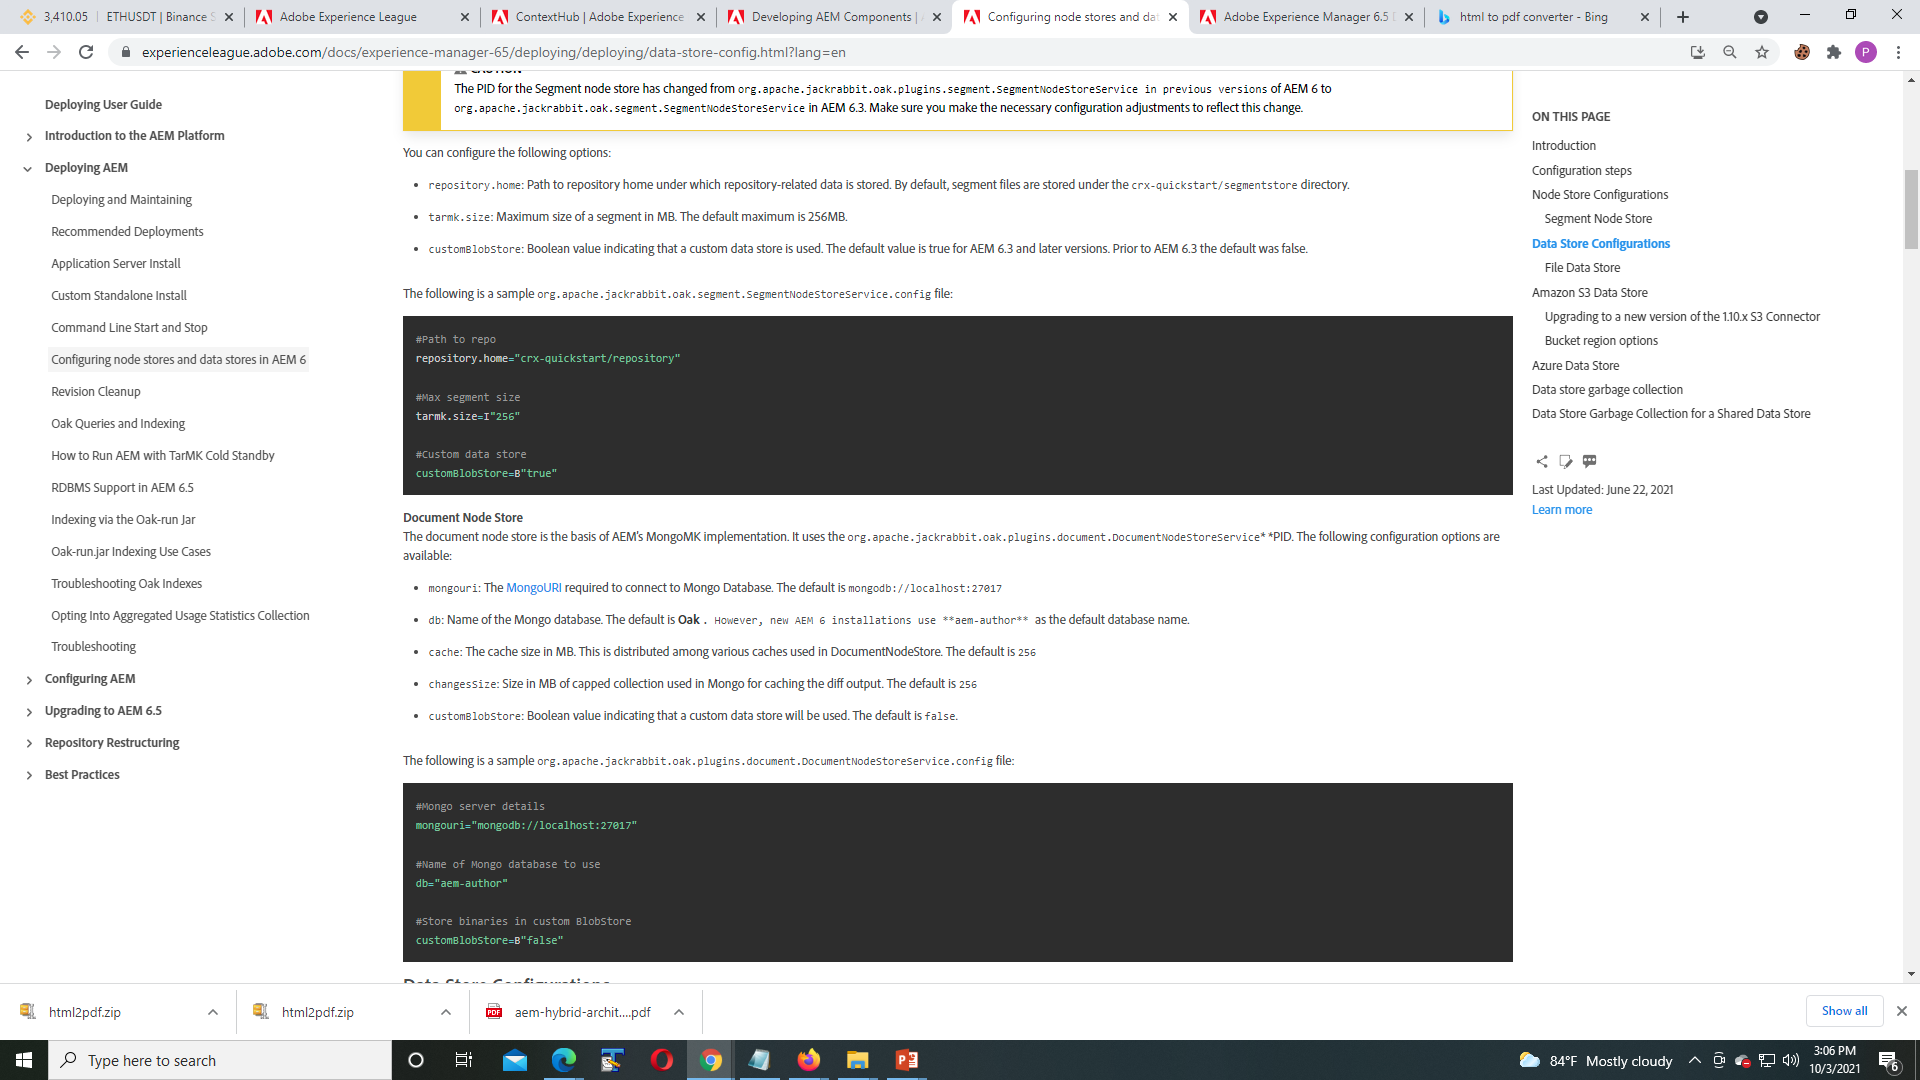 3,410.05 | ETHUSDT | Binance S
Adobe Experience League
ContextHub | Adobe Experience
Developing AEM Components |
Configuring node stores and dat
Adobe Experience Manager 6.5
html to pdf converter - Bing
experienceleague.adobe.com/docs/experience-manager-65/deploying/deploying/data-store-config.html?lang=en
P
Deploying User Guide
Introduction to the AEM Platform
Deploying AEM
Deploying and Maintaining
Recommended Deployments
Application Server Install
Custom Standalone Install
Command Line Start and Stop
Configuring node stores and data stores in AEM 6
Revision Cleanup
Oak Queries and Indexing
How to Run AEM with TarMK Cold Standby
RDBMS Support in AEM 6.5
Indexing via the Oak-run Jar
Oak-run.jar Indexing Use Cases
Troubleshooting Oak Indexes
Opting Into Aggregated Usage Statistics Collection
Troubleshooting
Configuring AEM
Upgrading to AEM 6.5
Repository Restructuring
Best Practices
CAUTION
The PID for the Segment node store has changed from org.apache.jackrabbit.oak.plugins.segment.SegmentNodeStoreService in previous versions of AEM 6 to
org.apache.jackrabbit.oak.segment.SegmentNodeStoreService in AEM 6.3. Make sure you make the necessary configuration adjustments to reflect this change.
You can configure the following options:
• repository.home: Path to repository home under which repository-related data is stored. By default, segment files are stored under the crx-quickstart/segmentstore directory.
• tarmk.size: Maximum size of a segment in MB. The default maximum is 256MB.
• customBlobStore: Boolean value indicating that a custom data store is used. The default value is true for AEM 6.3 and later versions. Prior to AEM 6.3 the default was false.
The following is a sample org.apache.jackrabbit.oak.segment.SegmentNodeStoreService.config file:
#Path to repo
repository.home="crx-quickstart/repository"
#Max segment size
tarmk.size=I"256"
#Custom data store
customBlobStore=B"true"
Document Node Store
The document node store is the basis of AEM's MongoMK implementation. It uses the org.apache.jackrabbit.oak.plugins.document.DocumentNodeStoreService* *PID. The following configuration options are
available:
• mongouri: The MongoURI required to connect to Mongo Database. The default is mongodb://localhost:27017
• db: Name of the Mongo database. The default is Oak . However, new AEM 6 installations use **aem-author** as the default database name.
• cache: The cache size in MB. This is distributed among various caches used in DocumentNodeStore. The default is 256
• changesSize: Size in MB of capped collection used in Mongo for caching the diff output. The default is 256
• customBlobStore: Boolean value indicating that a custom data store will be used. The default is false.
The following is a sample org.apache.jackrabbit.oak.plugins.document.DocumentNodeStoreService.config file:
#Mongo server details
mongouri="mongodb://localhost:27017"
#Name of Mongo database to use
db="aem-author"
#Store binaries in custom BlobStore
customBlobStore=B"false"
Data Store Configurations
ON THIS PAGE
Introduction
Configuration steps
Node Store Configurations
Segment Node Store
Data Store Configurations
File Data Store
Amazon S3 Data Store
Upgrading to a new version of the 1.10.x S3 Connector
Bucket region options
Azure Data Store
Data store garbage collection
Data Store Garbage Collection for a Shared Data Store
Last Updated: June 22, 2021
Learn more
html2pdf.zip
html2pdf.zip
PDF
aem-hybrid-archit....pdf
Show all
Type here to search
84°F Mostly cloudy
3:06 PM
10/3/2021
6